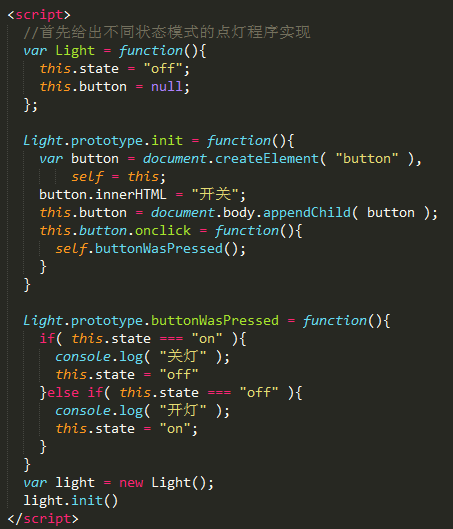 <script>
//首先给出不同状态模式的点灯程序实现
var Light = function(){
this.state = "off";
this.button = null;
};
Light.prototype.init = function(){
var button = document.createElement( "button" ),
self = this;
button.innerHTML = "开关";
this.button = document.body.appendChild( button );
this.button.onclick = function(){
self.buttonWasPressed();
}
}
Light.prototype.buttonWasPressed = function(){
if( this.state === "on" ){
console.log( "关灯" );
this.state = "off"
}else if( this.state === "off" ){
console.log( "开灯" );
this.state = "on";
}
}
var light = new Light();
light.init()
</script>